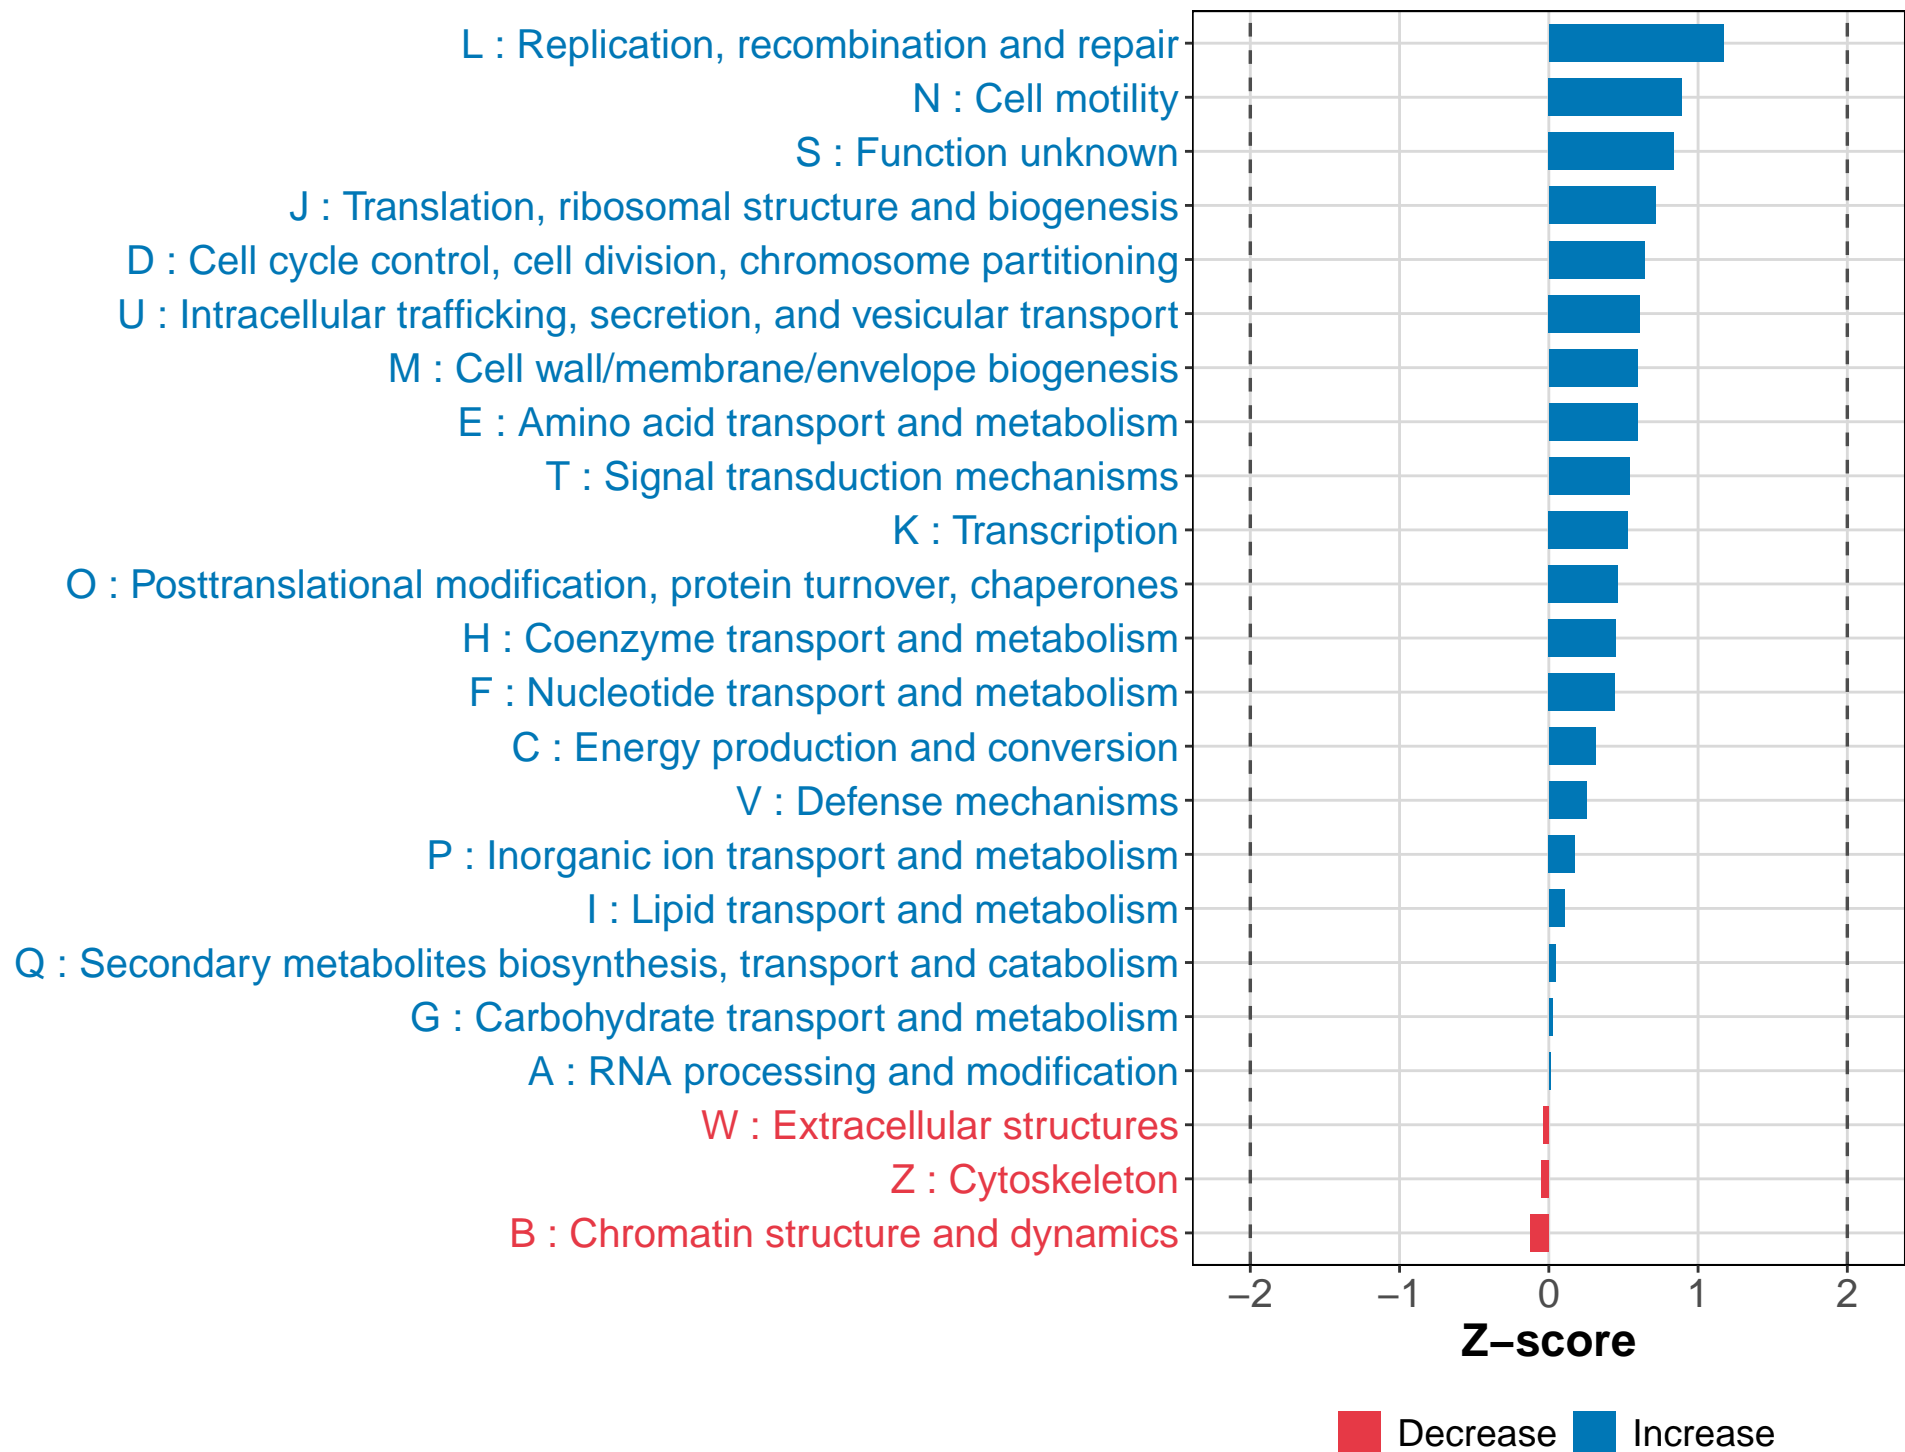 L : Replication, recombination and repair
N : Cell motility
S : Function unknown
J : Translation, ribosomal structure and biogenesis
D : Cell cycle control, cell division, chromosome partitioning
U : Intracellular trafficking, secretion, and vesicular transport
M : Cell wall/membrane/envelope biogenesis
E : Amino acid transport and metabolism
T : Signal transduction mechanisms
K : Transcription
O : Posttranslational modification, protein turnover, chaperones
H : Coenzyme transport and metabolism
F : Nucleotide transport and metabolism
C : Energy production and conversion
V : Defense mechanisms
P : Inorganic ion transport and metabolism
I : Lipid transport and metabolism
Q : Secondary metabolites biosynthesis, transport and catabolism
G : Carbohydrate transport and metabolism
A : RNA processing and modification
W : Extracellular structures
Z : Cytoskeleton
B : Chromatin structure and dynamics
−2 −1 0 1 2
Z−score
Decrease Increase